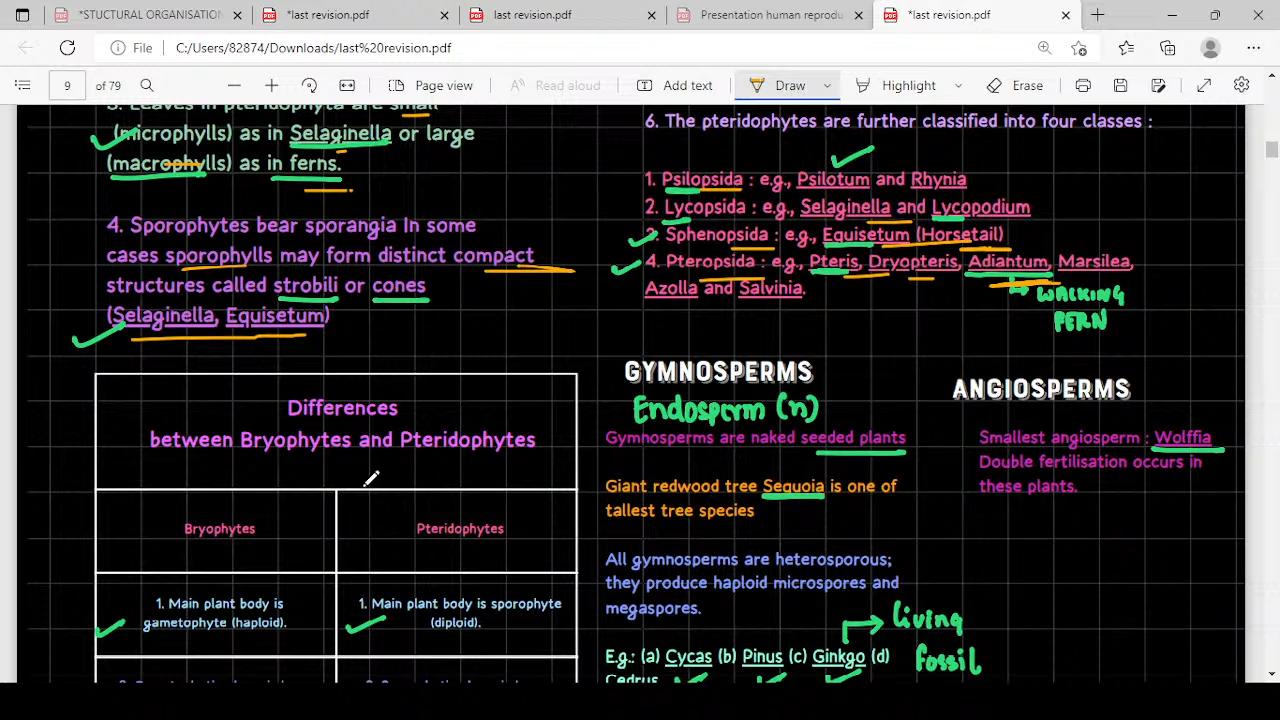 *STUCTURAL ORGANISATION
*last revision.pdf
last revision.pdf
Presentation human reprodu
*last revision.pdf
File
C:/Users/82874/Downloads/last%20revision.pdf
9
of 79
Page view
Read aloud
Add text
Draw
Highlight
Erase
3. Leaves in pteridophyta are small
(microphylls) as in Selaginella or large
(macrophylls) as in ferns.
4. Sporophytes bear sporangia In some
cases sporophylls may form distinct compact
structures called strobili or cones
(Selaginella, Equisetum)
Differences
between Bryophytes and Pteridophytes
Bryophytes
Pteridophytes
1. Main plant body is
gametophyte (haploid).
1. Main plant body is sporophyte
(diploid).
6. The pteridophytes are further classified into four classes :
1. Psilopsida : e.g., Psilotum and Rhynia
2. Lycopsida : e.g., Selaginella and Lycopodium
3. Sphenopsida : e.g., Equisetum (Horsetail)
4. Pteropsida : e.g., Pteris, Dryopteris, Adiantum, Marsilea,
Azolla and Salvinia.
WALKING
FERN
GYMNOSPERMS
Endosperm (n)
Gymnosperms are naked seeded plants
Giant redwood tree Sequoia is one of
tallest tree species
All gymnosperms are heterosporous;
they produce haploid microspores and
megaspores.
living
fossil
E.g.: (a) Cycas (b) Pinus (c) Ginkgo (d)
Cedrus
ANGIOSPERMS
Smallest angiosperm : Wolffia
Double fertilisation occurs in
these plants.